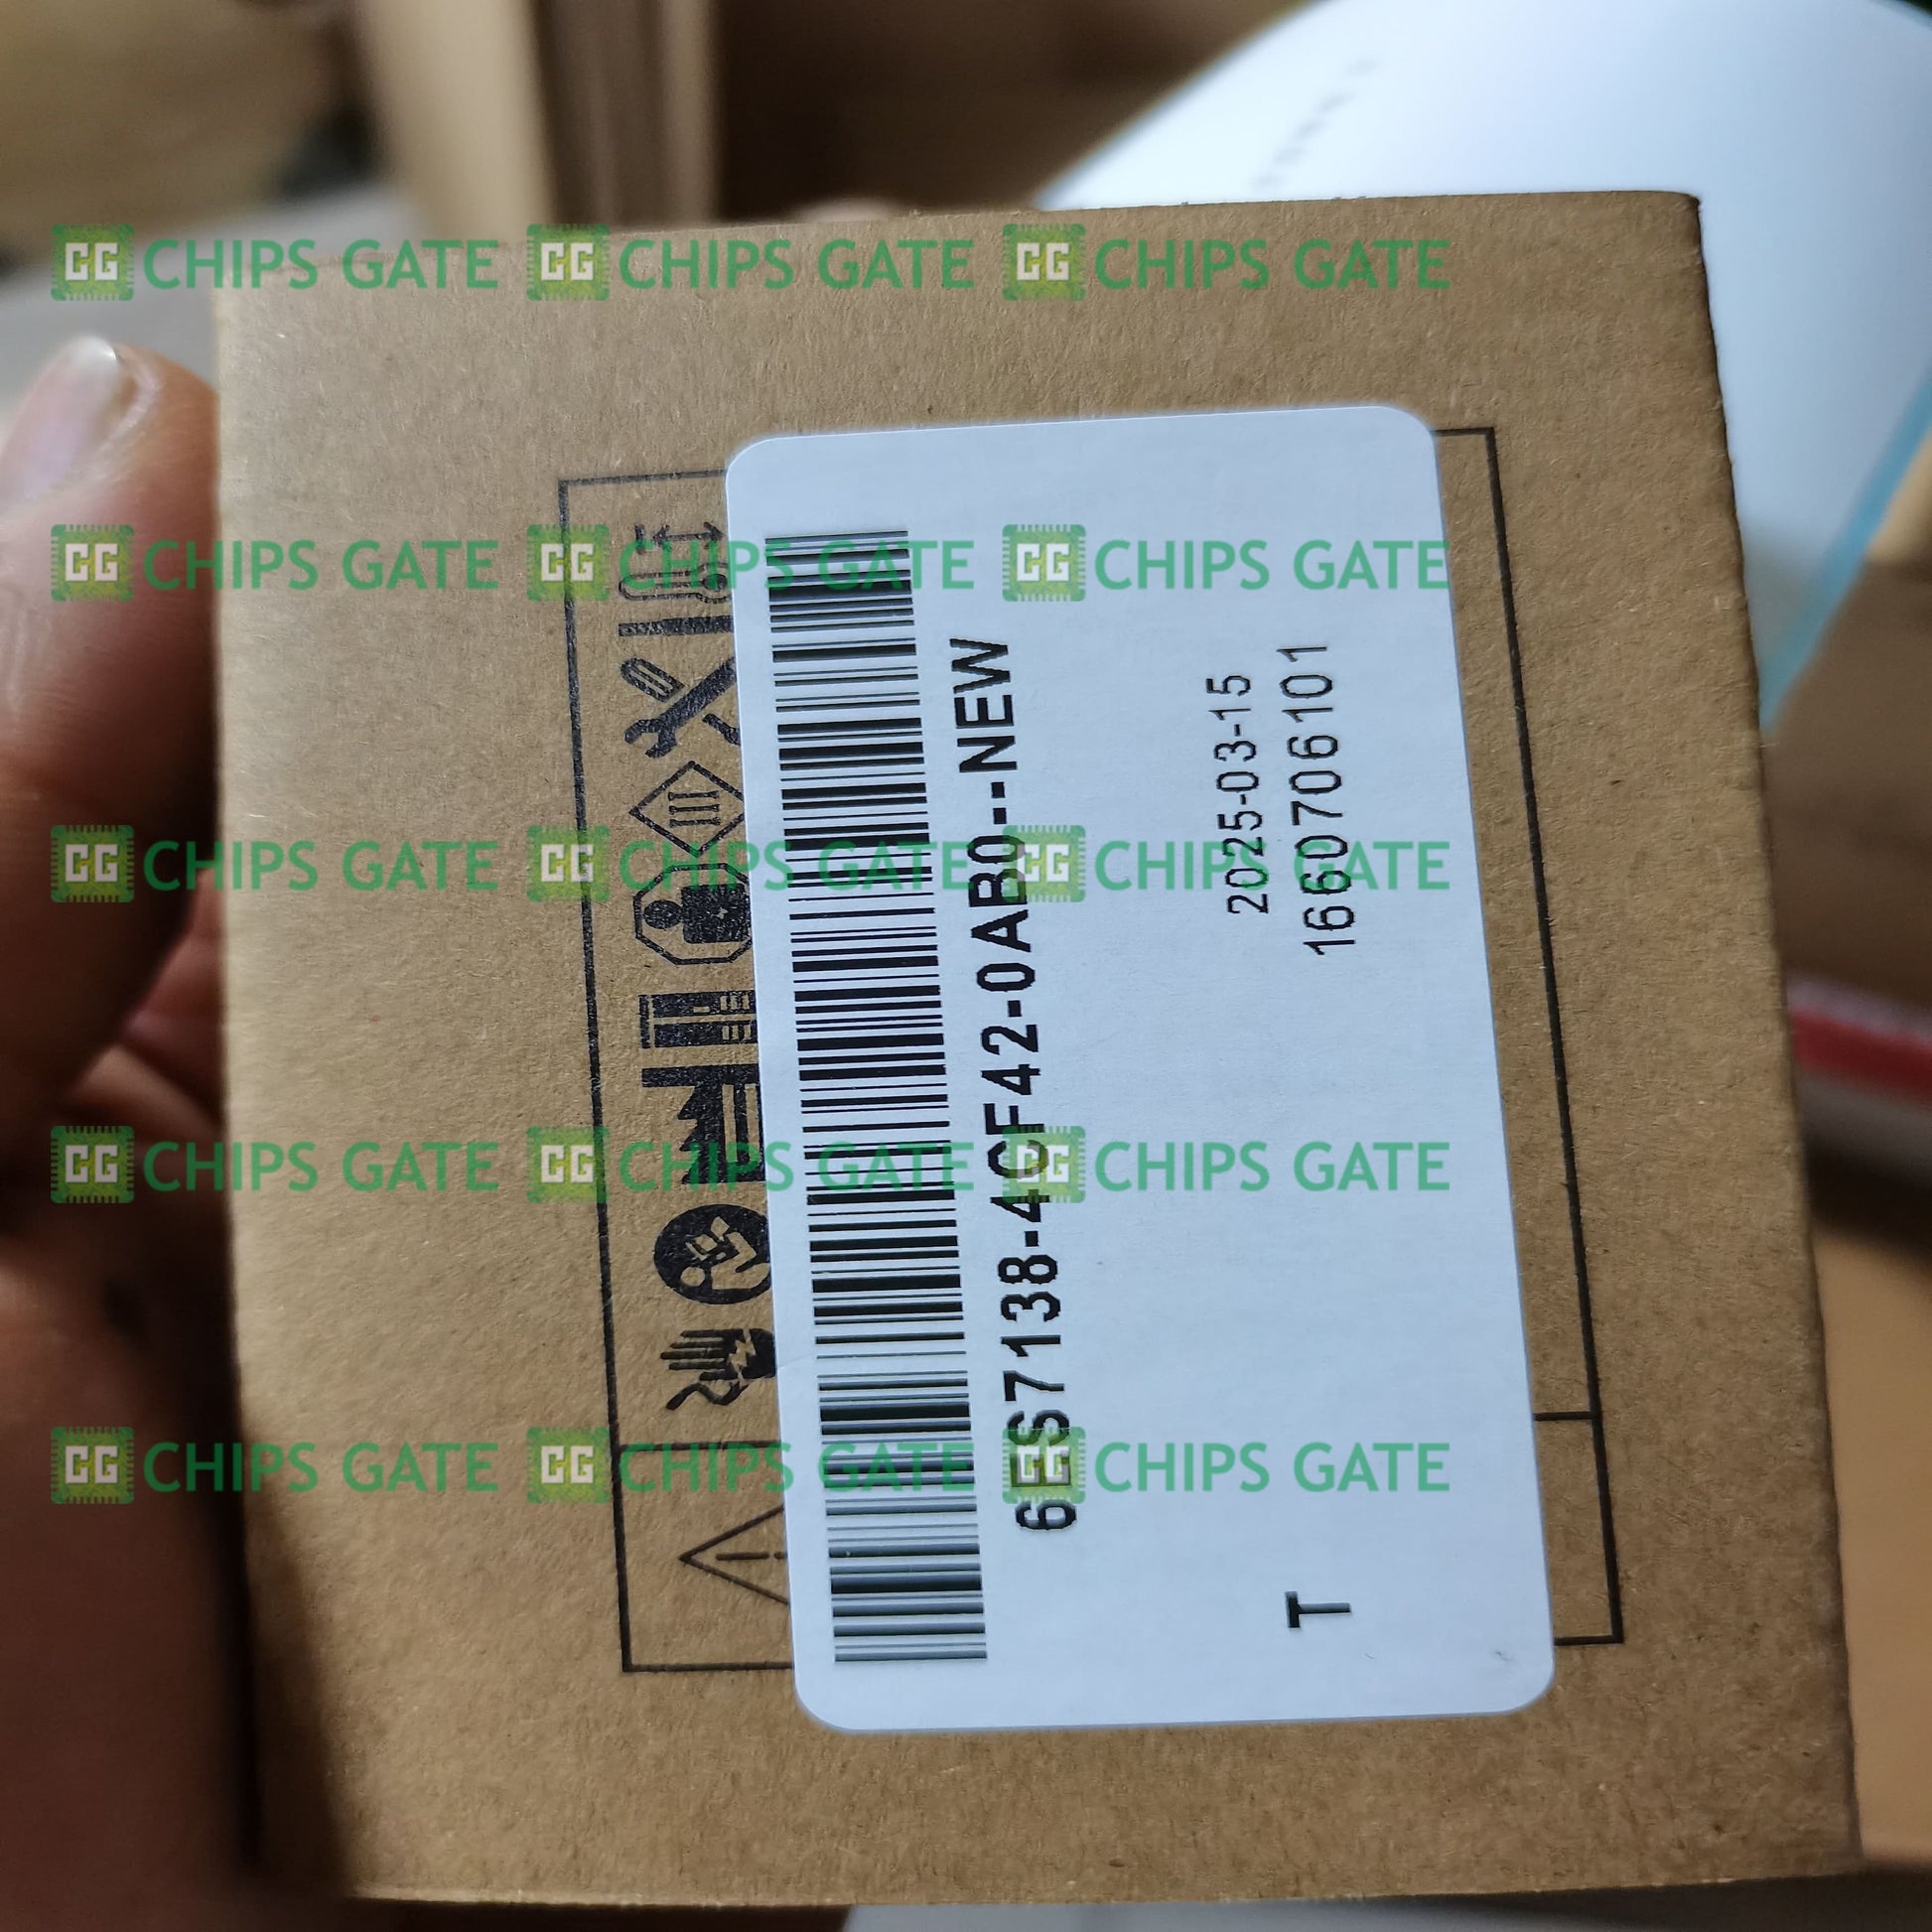 6ES7138-4CF42-0AB0--NEW
2025-03-15
T
1660706101
CG CHIPS GATE CG CHIPS GATE CG CHIPS GATE
CG CHIPS GATE CG CHIPS GATE CG CHIPS GATE
CG CHIPS GATE CG CHIPS GATE CG CHIPS GATE
CG CHIPS GATE CG CHIPS GATE CG CHIPS GATE
CG CHIPS GATE CG CHIPS GATE CG CHIPS GATE